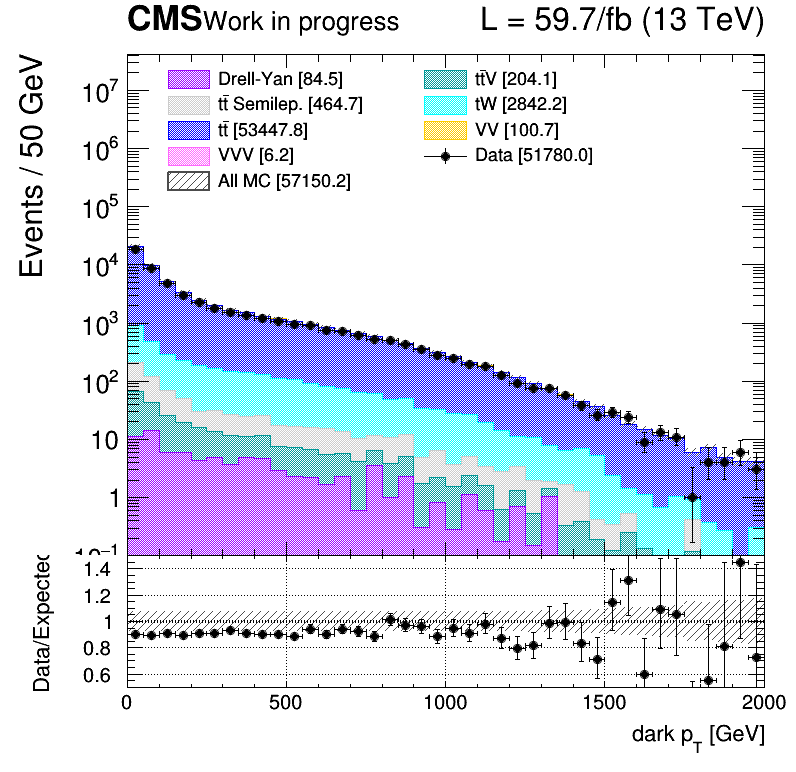 CMS Work in progress L = 59.7/fb (13 TeV)
Events / 50 GeV
Drell-Yan [84.5]
tt̄V [204.1]
tt̄ Semilep. [464.7]
tW [2842.2]
tt̄ [53447.8]
VV [100.7]
VVV [6.2]
Data [51780.0]
All MC [57150.2]
10⁷
10⁶
10⁵
10⁴
10³
10²
10
1
10⁻¹
Data/Expected
1.4
1.2
1
0.8
0.6
0 500 1000 1500 2000
dark p_T [GeV]